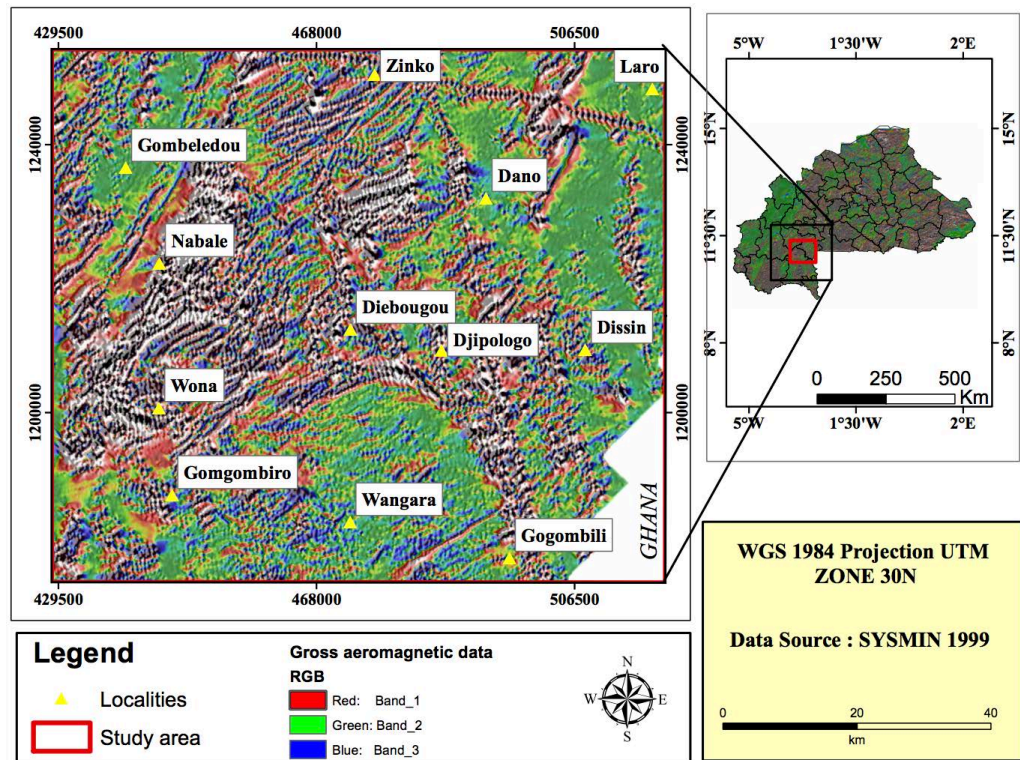 429500 468000 506500
1240000
1200000
1240000
1200000
Zinko
Laro
Gombeledou
Dano
Nabale
Diebougou
Djipologo
Dissin
Wona
Gomgombiro
Wangara
Gogombili
GHANA
429500 468000 506500
5°W 1°30'W 2°E
15°N
11°30'N
8°N
15°N
11°30'N
8°N
0 250 500
Km
5°W 1°30'W 2°E
Legend
Localities
Study area
Gross aeromagnetic data
RGB
Red: Band_1
Green: Band_2
Blue: Band_3
N
W E
S
WGS 1984 Projection UTM
ZONE 30N
Data Source : SYSMIN 1999
0 20 40
km